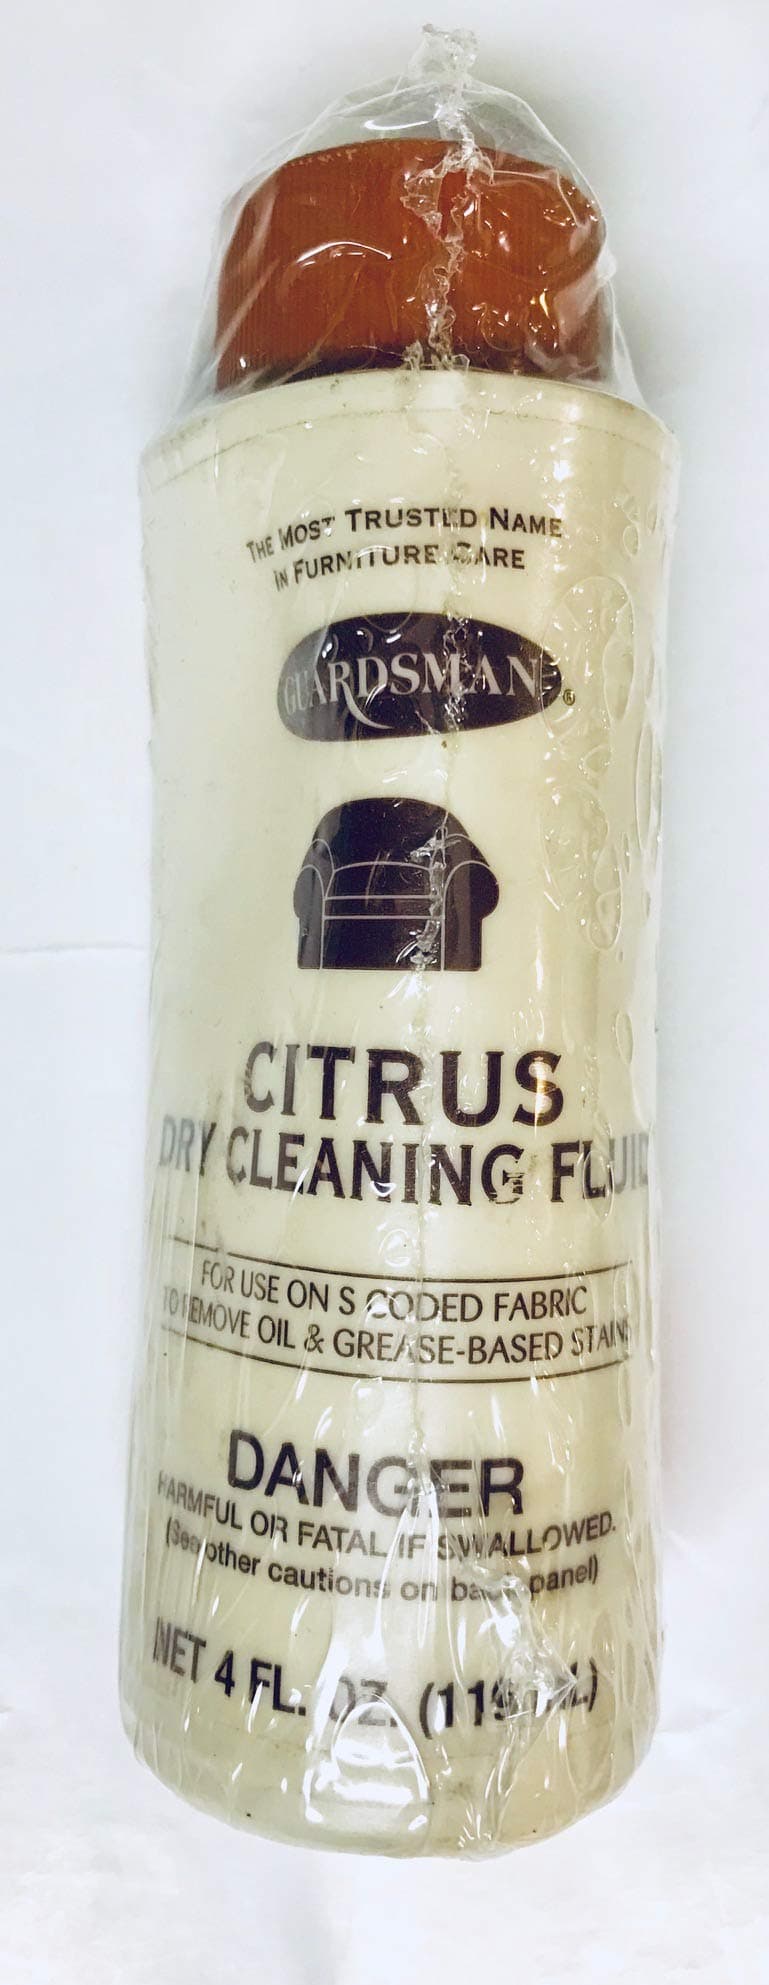 THE MOST TRUSTED NAME
IN FURNITURE CARE
GUARDSMAN®
CITRUS
DRY CLEANING FLUID
FOR USE ON S CODED FABRIC
TO REMOVE OIL & GREASE-BASED STAINS
DANGER
HARMFUL OR FATAL IF SWALLOWED.
(See other cautions on back panel)
NET 4 FL. OZ. (119 mL)